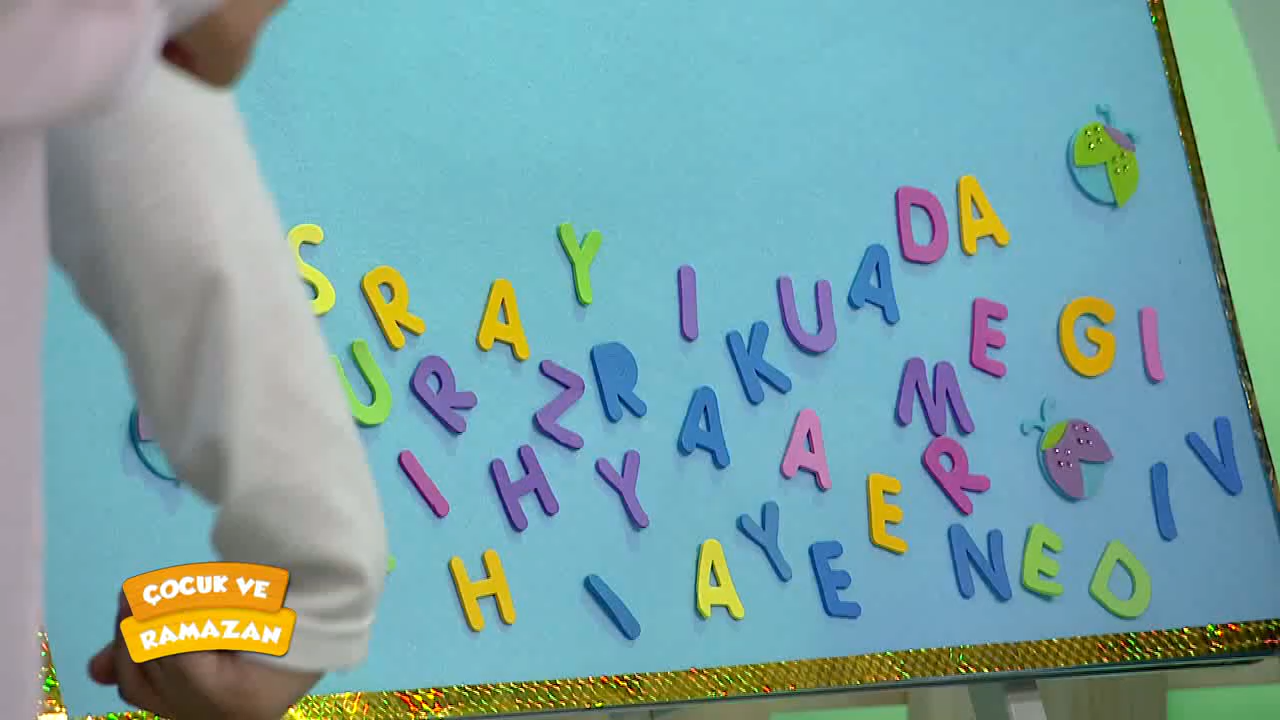 S R A Y I K U A D A
U R Z R A A M E G I
I H Y E R I V
H I A Y E N E D
ÇOCUK VE
RAMAZAN